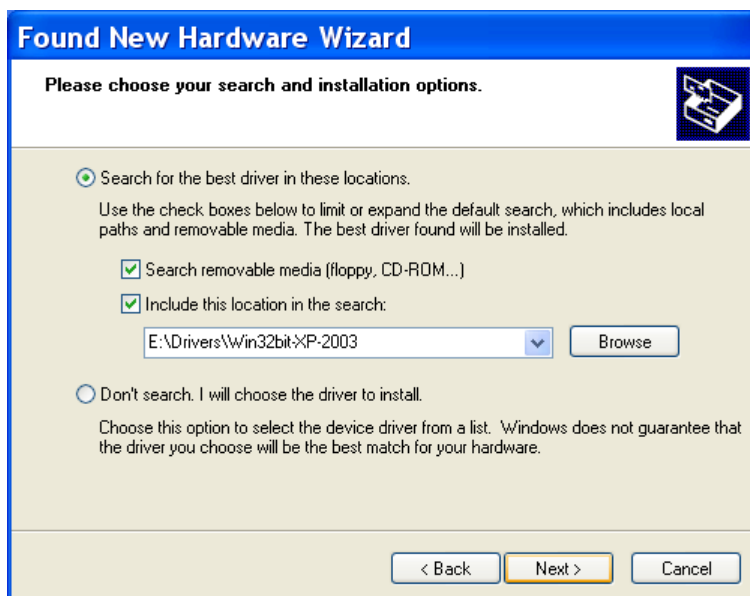 Found New Hardware Wizard
Please choose your search and installation options.
Search for the best driver in these locations.
Use the check boxes below to limit or expand the default search, which includes local
paths and removable media. The best driver found will be installed.
Search removable media (floppy, CD-ROM...)
Include this location in the search:
E:\Drivers\Win32bit-XP-2003
Browse
Don't search. I will choose the driver to install.
Choose this option to select the device driver from a list.  Windows does not guarantee that
the driver you choose will be the best match for your hardware.
< Back
Next >
Cancel